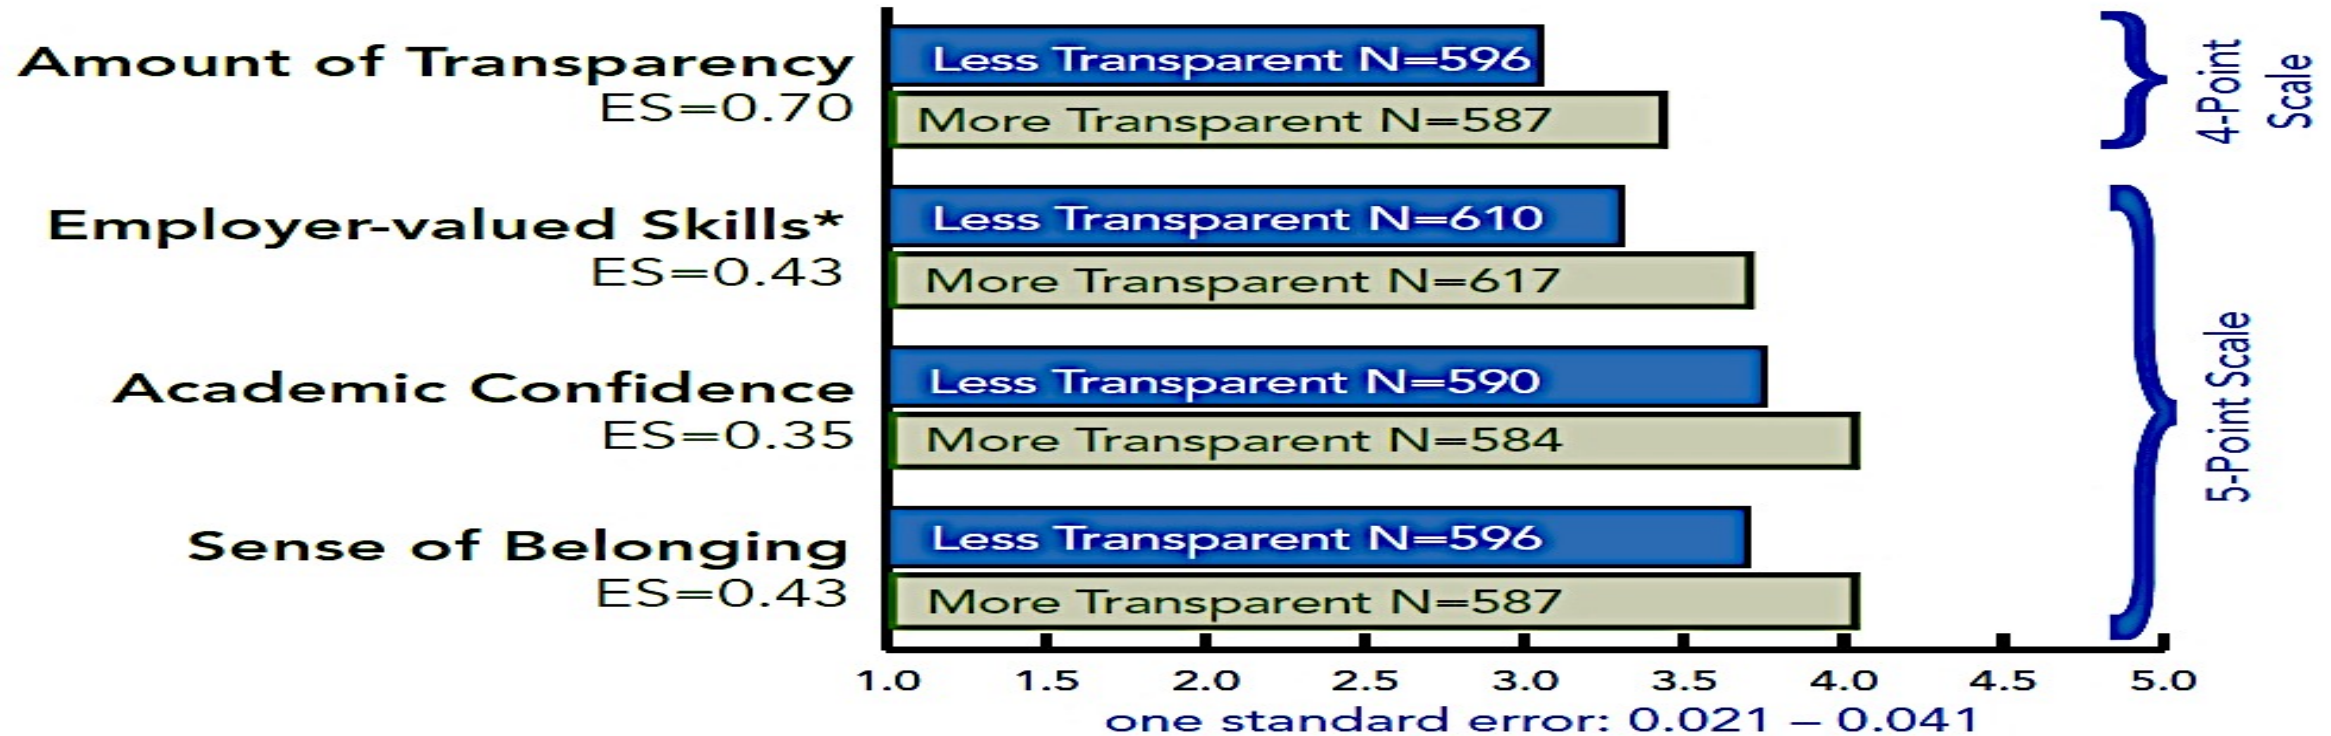 Amount of Transparency
ES=0.70
Less Transparent N=596
More Transparent N=587
4-Point
Scale
Employer-valued Skills*
ES=0.43
Less Transparent N=610
More Transparent N=617
Academic Confidence
ES=0.35
Less Transparent N=590
More Transparent N=584
5-Point Scale
Sense of Belonging
ES=0.43
Less Transparent N=596
More Transparent N=587
1.0 1.5 2.0 2.5 3.0 3.5 4.0 4.5 5.0
one standard error: 0.021 – 0.041